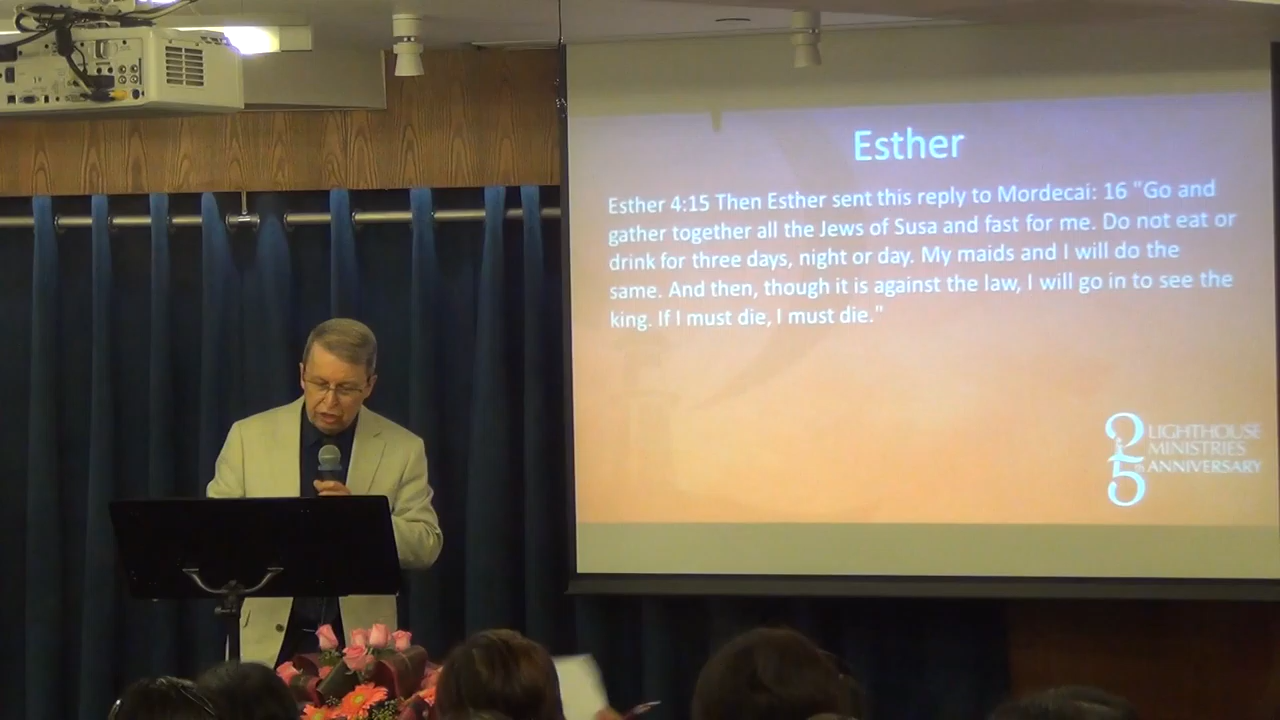 Esther
Esther 4:15 Then Esther sent this reply to Mordecai: 16 "Go and
gather together all the Jews of Susa and fast for me. Do not eat or
drink for three days, night or day. My maids and I will do the
same. And then, though it is against the law, I will go in to see the
king. If I must die, I must die."
25 LIGHTHOUSE
MINISTRIES
th ANNIVERSARY